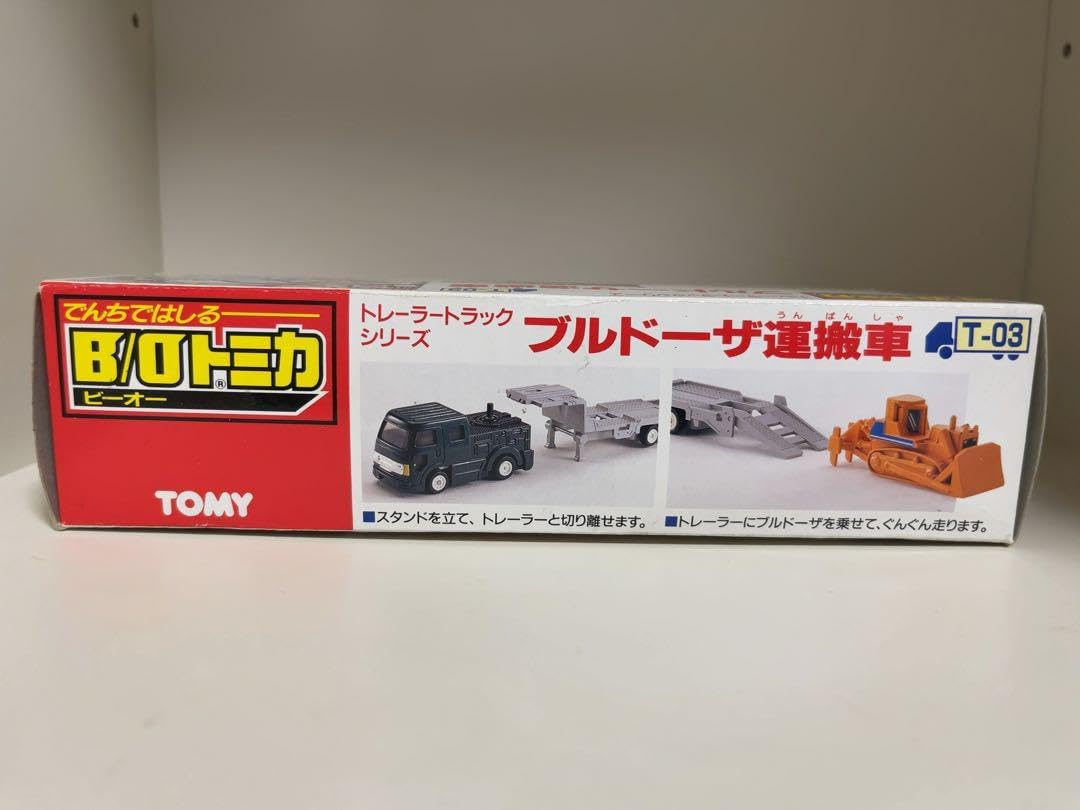 でんちではしる
B/Oトミカ®
ビーオー
TOMY
トレーラートラック
シリーズ
うんぱんしゃ
ブルドーザ運搬車
T-03
■スタンドを立て、トレーラーと切り離せます。
■トレーラーにブルドーザを乗せて、ぐんぐん走ります。
T-03